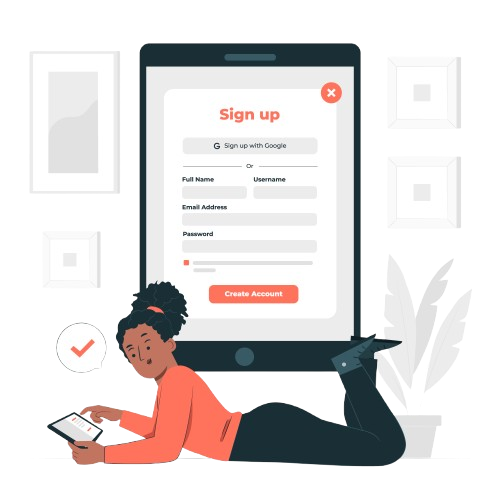 Sign up
G Sign up with Google
Or
Full Name Username
Email Address
Password
Create Account